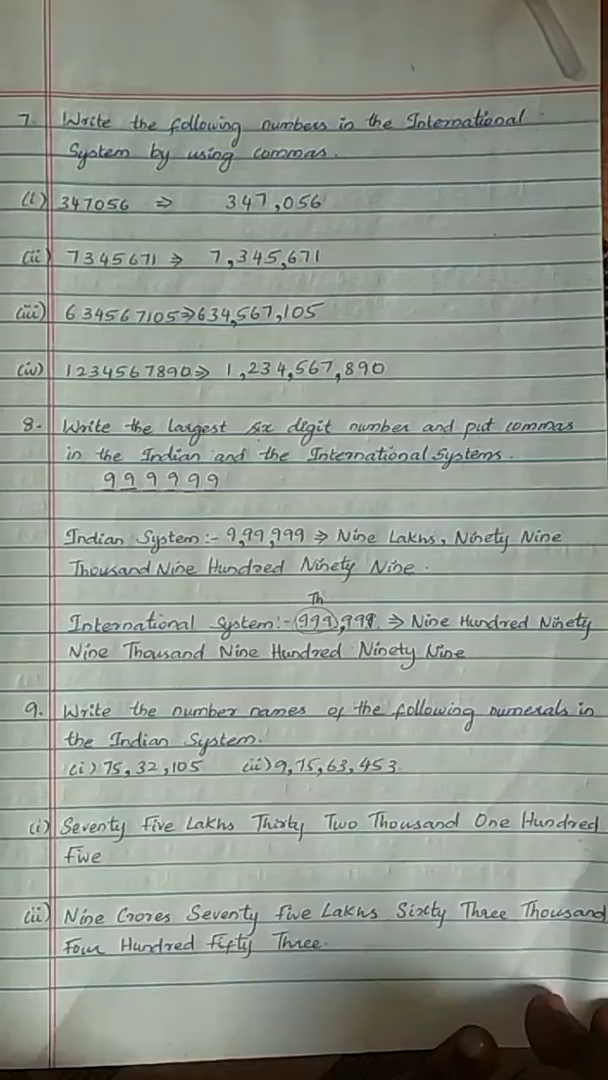 7. Write the following numbers in the International
System by using commas.
(i) 347056 ⇒ 347,056
(ii) 7345671 ⇒ 7,345,671
(iii) 634567105 ⇒ 634,567,105
(iv) 1234567890 ⇒ 1,234,567,890
8. Write the largest six digit number and put commas
in the Indian and the International Systems.
999999
Indian System:- 9,99,999 ⇒ Nine Lakhs, Ninety Nine
Thousand Nine Hundred Ninety Nine.
Th
International System:- 999,999. ⇒ Nine Hundred Ninety
Nine Thousand Nine Hundred Ninety Nine
9. Write the number names of the following numerals in
the Indian System.
(i) 75,32,105 (ii) 9,75,63,453.
(i) Seventy Five Lakhs Thirty Two Thousand One Hundred
Five
(ii) Nine Crores Seventy Five Lakhs Sixty Three Thousand
Four Hundred Fifty Three.